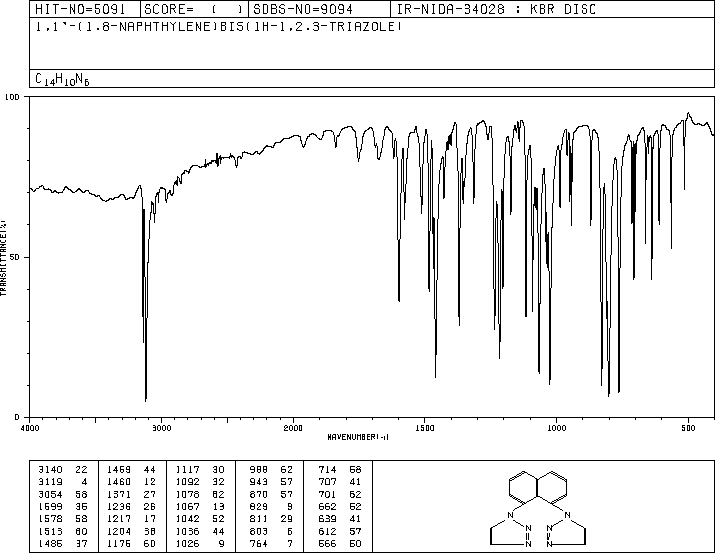 HIT-NO=5091 SCORE= ( ) SDBS-NO=9094 IR-NIDA-34028 : KBR DISC
1,1'-(1,8-NAPHTHYLENE)BIS(1H-1,2,3-TRIAZOLE)
C14H10N6
100
50
0
TRANSMITTANCE(%)
4000 3000 2000 1500 1000 500
WAVENUMBER(-1)
3140 22 1469 44 1117 30 988 62 714 58
3119 4 1460 12 1092 32 943 57 707 41
3054 58 1371 27 1078 62 870 57 701 52
1599 35 1236 26 1067 13 829 9 662 52
1578 58 1217 17 1042 52 811 29 639 41
1513 60 1204 38 1036 44 803 6 612 57
1485 37 1176 60 1026 9 764 7 566 50
N N
N N
N N